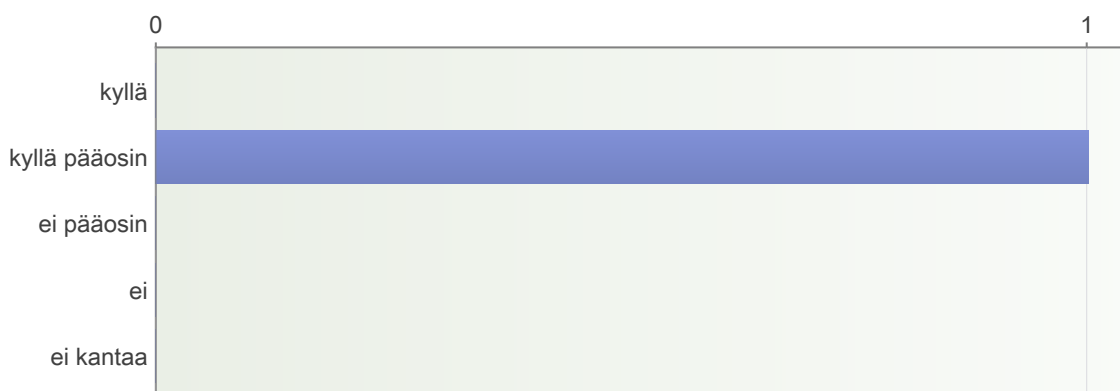 0 1
kyllä
kyllä pääosin
ei pääosin
ei
ei kantaa